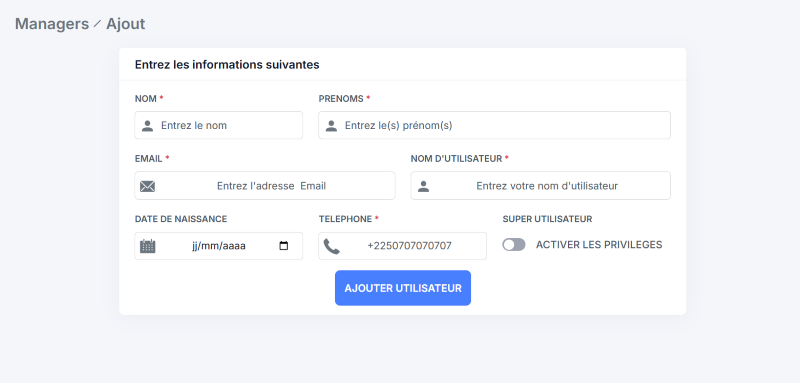 Managers / Ajout
Entrez les informations suivantes
NOM * PRENOMS *
Entrez le nom Entrez le(s) prénom(s)
EMAIL * NOM D'UTILISATEUR *
Entrez l'adresse Email Entrez votre nom d'utilisateur
DATE DE NAISSANCE TELEPHONE * SUPER UTILISATEUR
jj/mm/aaaa +2250707070707 ACTIVER LES PRIVILEGES
AJOUTER UTILISATEUR